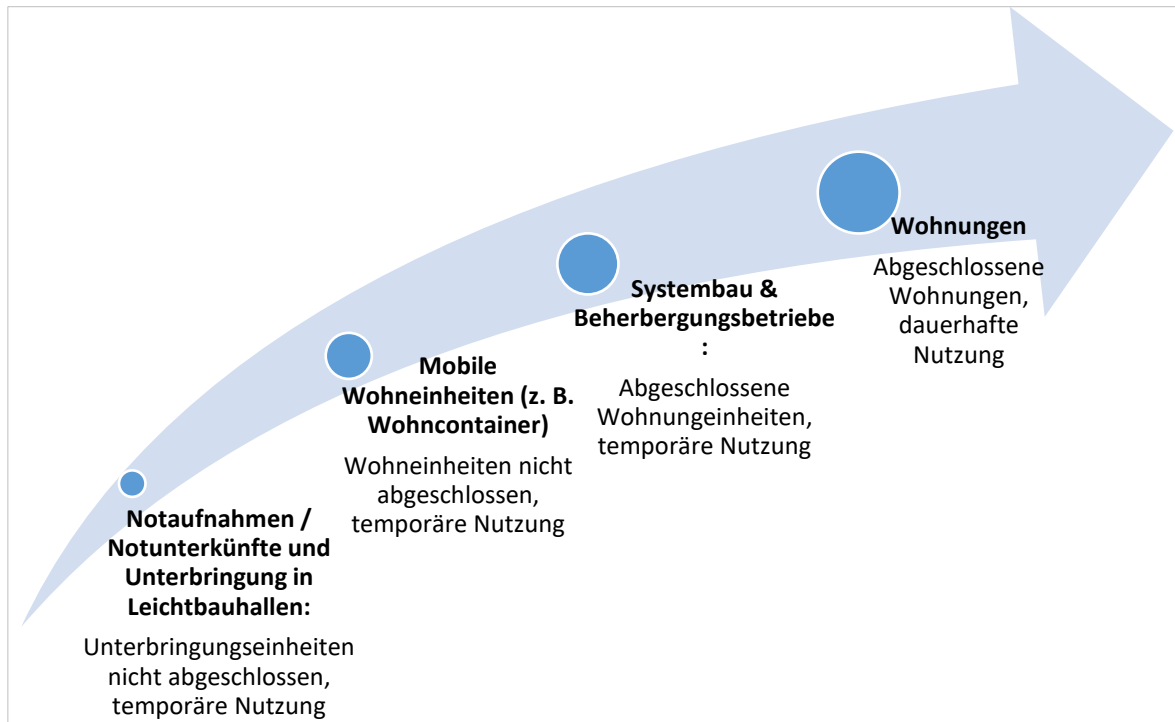 Notaufnahmen /
Notunterkünfte und
Unterbringung in
Leichtbauhallen:
Unterbringungseinheiten
nicht abgeschlossen,
temporäre Nutzung
Mobile
Wohneinheiten (z. B.
Wohncontainer)
Wohneinheiten nicht
abgeschlossen,
temporäre Nutzung
Systembau &
Beherbergungsbetriebe
:
Abgeschlossene
Wohnungeinheiten,
temporäre Nutzung
Wohnungen
Abgeschlossene
Wohnungen,
dauerhafte
Nutzung